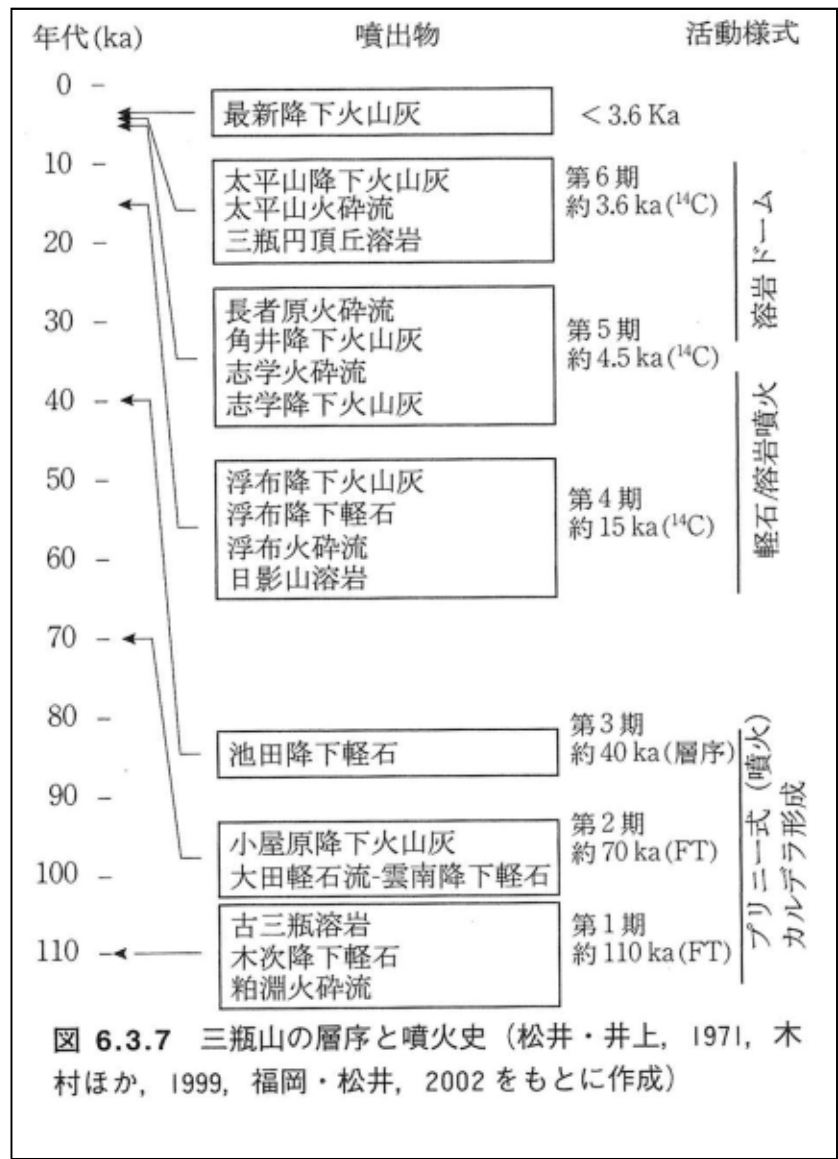 年代(ka) 噴出物 活動様式
0
10
20
30
40
50
60
70
80
90
100
110
最新降下火山灰
< 3.6 Ka
太平山降下火山灰
太平山火砕流
三瓶円頂丘溶岩
第6期
約3.6 ka(¹⁴C)
長者原火砕流
角井降下火山灰
志学火砕流
志学降下火山灰
第5期
約4.5 ka(¹⁴C)
浮布降下火山灰
浮布降下軽石
浮布火砕流
日影山溶岩
第4期
約15 ka(¹⁴C)
池田降下軽石
第3期
約40 ka(層序)
小屋原降下火山灰
大田軽石流-雲南降下軽石
第2期
約70 ka(FT)
古三瓶溶岩
木次降下軽石
粕淵火砕流
第1期
約110 ka(FT)
溶岩ドーム
軽石/溶岩噴火
プリニー式(噴火)
カルデラ形成
図 6.3.7 三瓶山の層序と噴火史(松井・井上, 1971, 木
村ほか, 1999, 福岡・松井, 2002 をもとに作成)